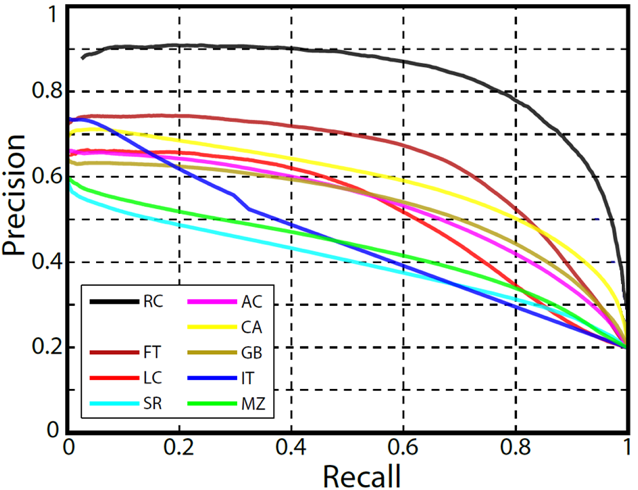 1
0.8
0.6
0.4
0.2
0
Precision
RC
AC
CA
FT
GB
LC
IT
SR
MZ
0
0.2
0.4
0.6
0.8
1
Recall